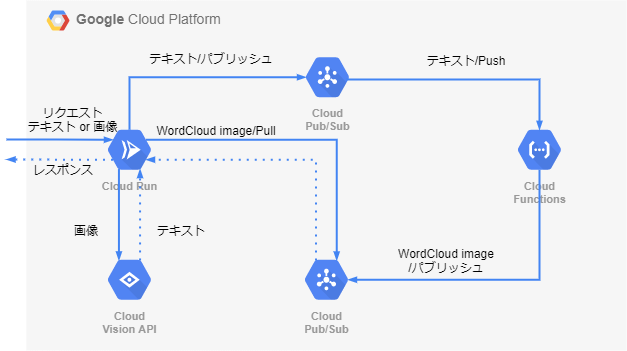 Google Cloud Platform
テキスト/パブリッシュ
テキスト/Push
Cloud
Pub/Sub
リクエスト
テキスト or 画像
WordCloud image/Pull
レスポンス
Cloud Run
Cloud
Functions
画像
テキスト
WordCloud image
/パブリッシュ
Cloud
Vision API
Cloud
Pub/Sub